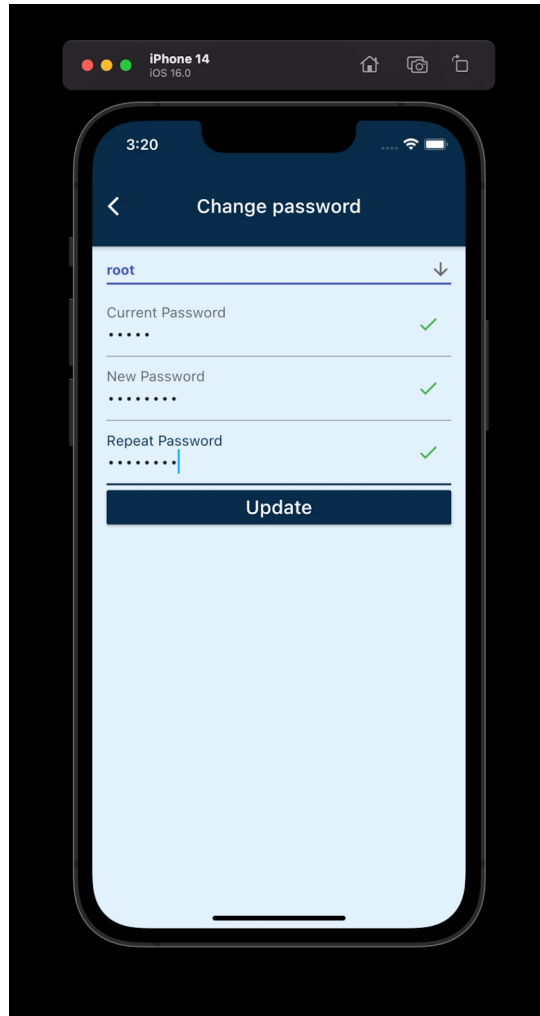 iPhone 14
iOS 16.0
3:20
Change password
root
Current Password
•••••
New Password
••••••••
Repeat Password
••••••••
Update